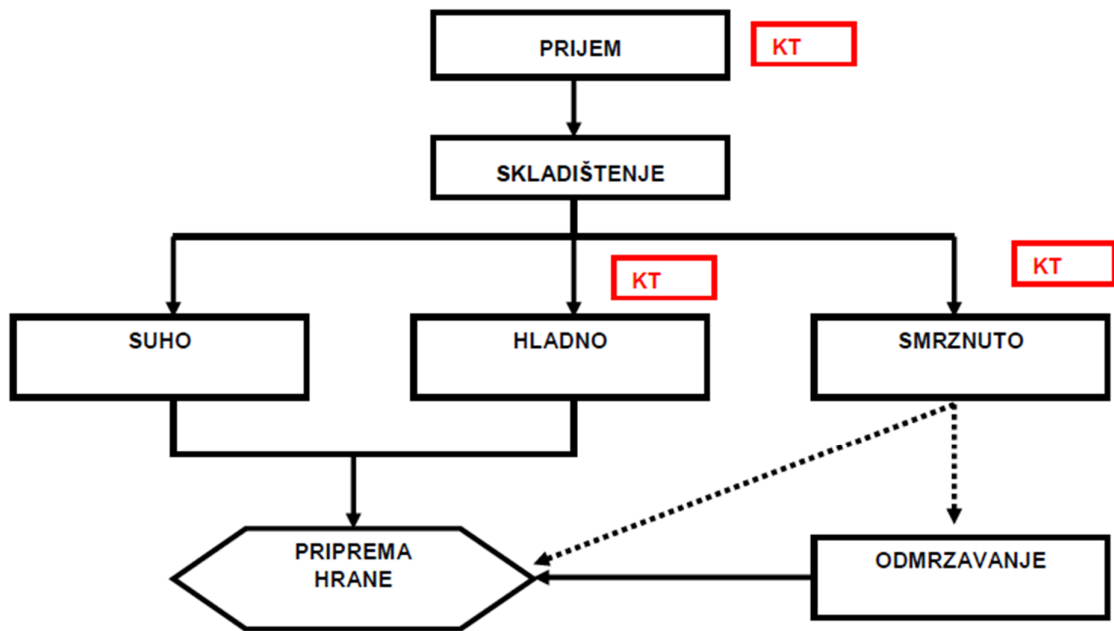 PRIJEM
KT
SKLADIŠTENJE
KT
KT
SUHO
HLADNO
SMRZNUTO
PRIPREMA
HRANE
ODMRZAVANJE